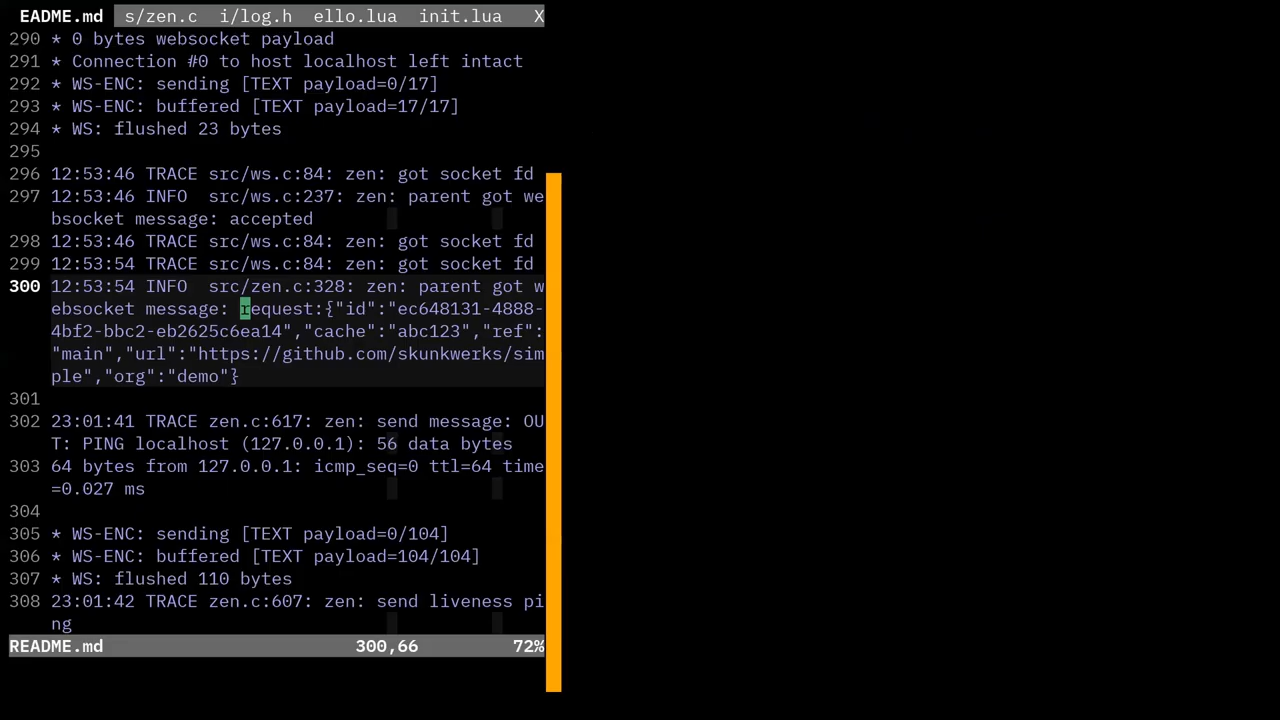 EADME.md s/zen.c i/log.h ello.lua init.lua X
290 * 0 bytes websocket payload
291 * Connection #0 to host localhost left intact
292 * WS-ENC: sending [TEXT payload=0/17]
293 * WS-ENC: buffered [TEXT payload=17/17]
294 * WS: flushed 23 bytes
295
296 12:53:46 TRACE src/ws.c:84: zen: got socket fd
297 12:53:46 INFO  src/ws.c:237: zen: parent got we
bsocket message: accepted
298 12:53:46 TRACE src/ws.c:84: zen: got socket fd
299 12:53:54 TRACE src/ws.c:84: zen: got socket fd
300 12:53:54 INFO  src/zen.c:328: zen: parent got w
ebsocket message: request:{"id":"ec648131-4888-
4bf2-bbc2-eb2625c6ea14","cache":"abc123","ref":
"main","url":"https://github.com/skunkwerks/sim
ple","org":"demo"}
301
302 23:01:41 TRACE zen.c:617: zen: send message: OU
T: PING localhost (127.0.0.1): 56 data bytes
303 64 bytes from 127.0.0.1: icmp_seq=0 ttl=64 time
=0.027 ms
304
305 * WS-ENC: sending [TEXT payload=0/104]
306 * WS-ENC: buffered [TEXT payload=104/104]
307 * WS: flushed 110 bytes
308 23:01:42 TRACE zen.c:607: zen: send liveness pi
ng
README.md 300,66 72%